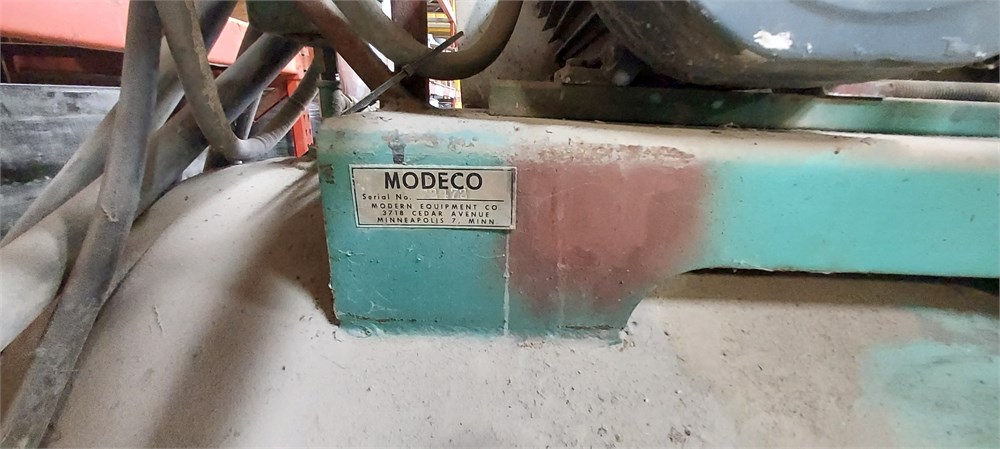 MODECO
Serial No.
MODERN EQUIPMENT CO
3718 CEDAR AVENUE
MINNEAPOLIS 7, MINN